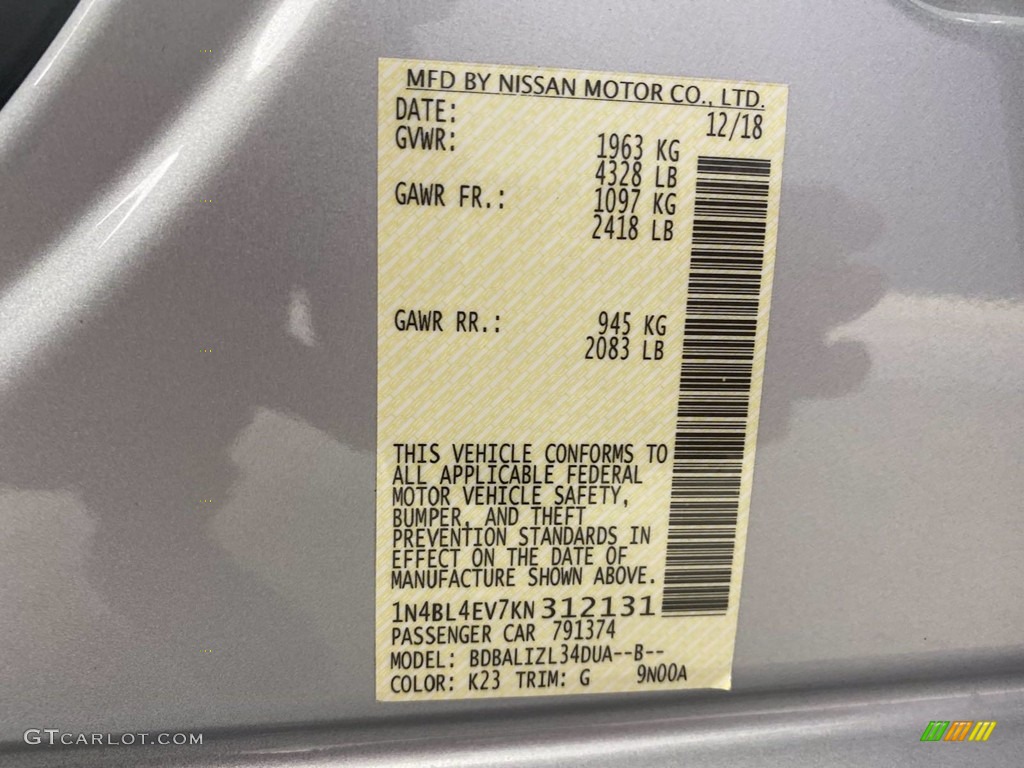 MFD BY NISSAN MOTOR CO., LTD.
DATE: 12/18
GVWR: 1963 KG
4328 LB
GAWR FR.: 1097 KG
2418 LB
GAWR RR.: 945 KG
2083 LB
THIS VEHICLE CONFORMS TO
ALL APPLICABLE FEDERAL
MOTOR VEHICLE SAFETY,
BUMPER, AND THEFT
PREVENTION STANDARDS IN
EFFECT ON THE DATE OF
MANUFACTURE SHOWN ABOVE.
1N4BL4EV7KN312131
PASSENGER CAR 791374
MODEL: BDBALIZL34DUA--B--
COLOR: K23 TRIM: G 9N00A
GTCARLOT.COM